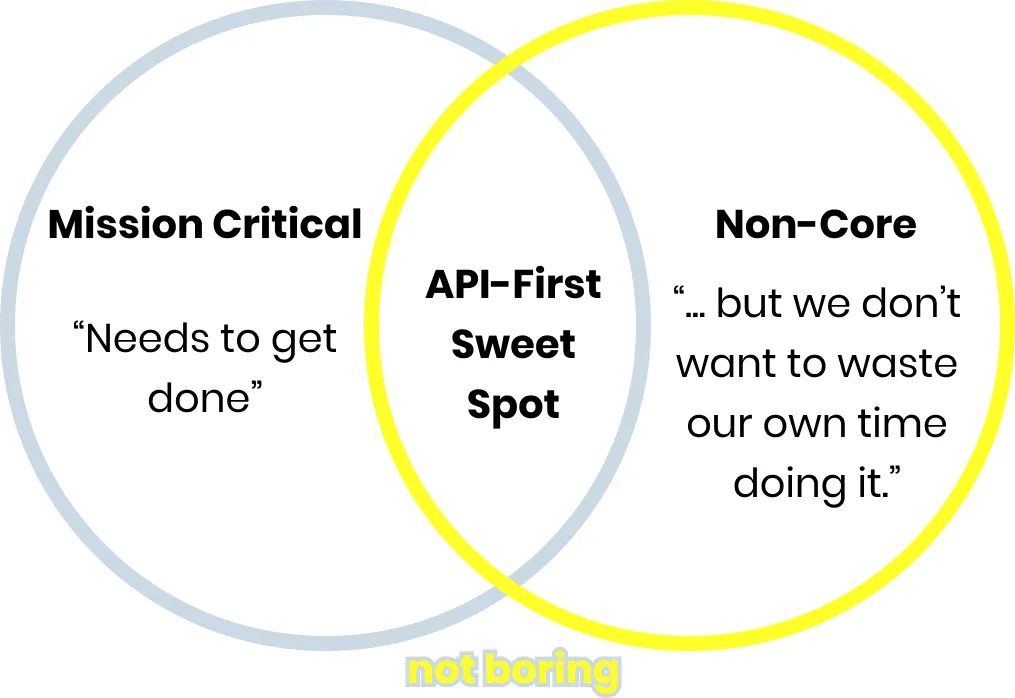 Mission Critical
“Needs to get
done”
API-First
Sweet
Spot
Non-Core
“... but we don’t
want to waste
our own time
doing it.”
not boring